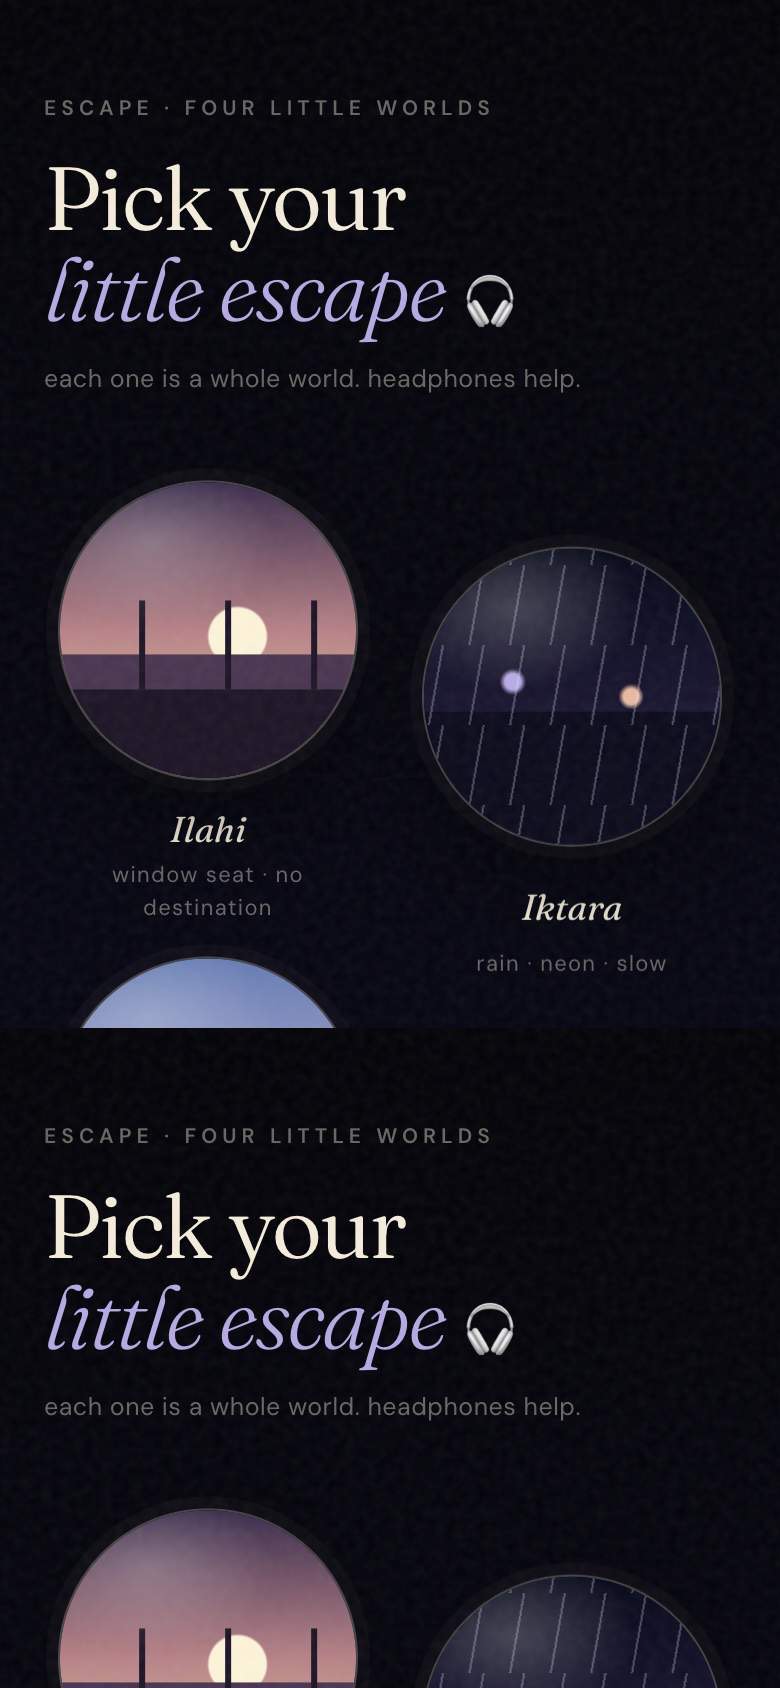 ESCAPE · FOUR LITTLE WORLDS
Pick your
little escape 🎧
each one is a whole world. headphones help.
Ilahi
window seat · no
destination
Iktara
rain · neon · slow
ESCAPE · FOUR LITTLE WORLDS
Pick your
little escape 🎧
each one is a whole world. headphones help.